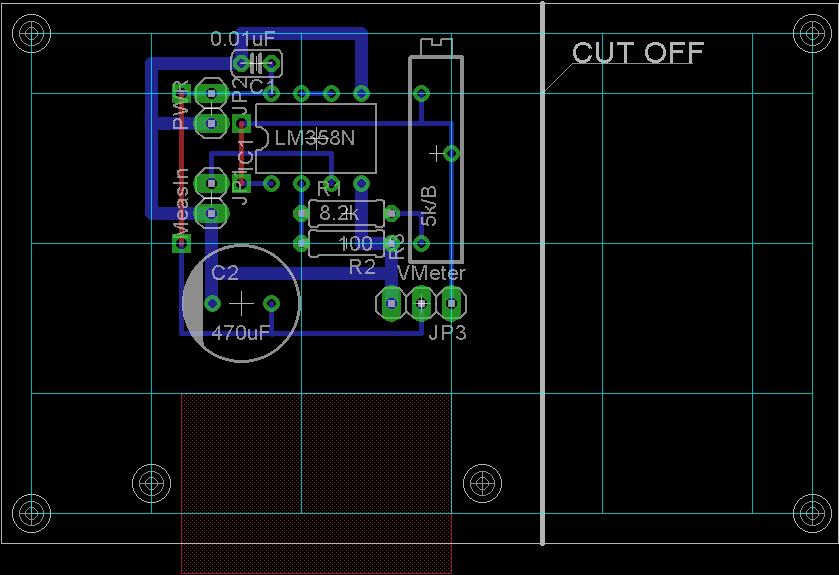 0.01uF
CUT OFF
C1
PWR
JP2
LM358N
IC1
JP1
MeasIn
R1
8.2k
5k/B
100
R3
R2
C2
VMeter
470uF
JP3